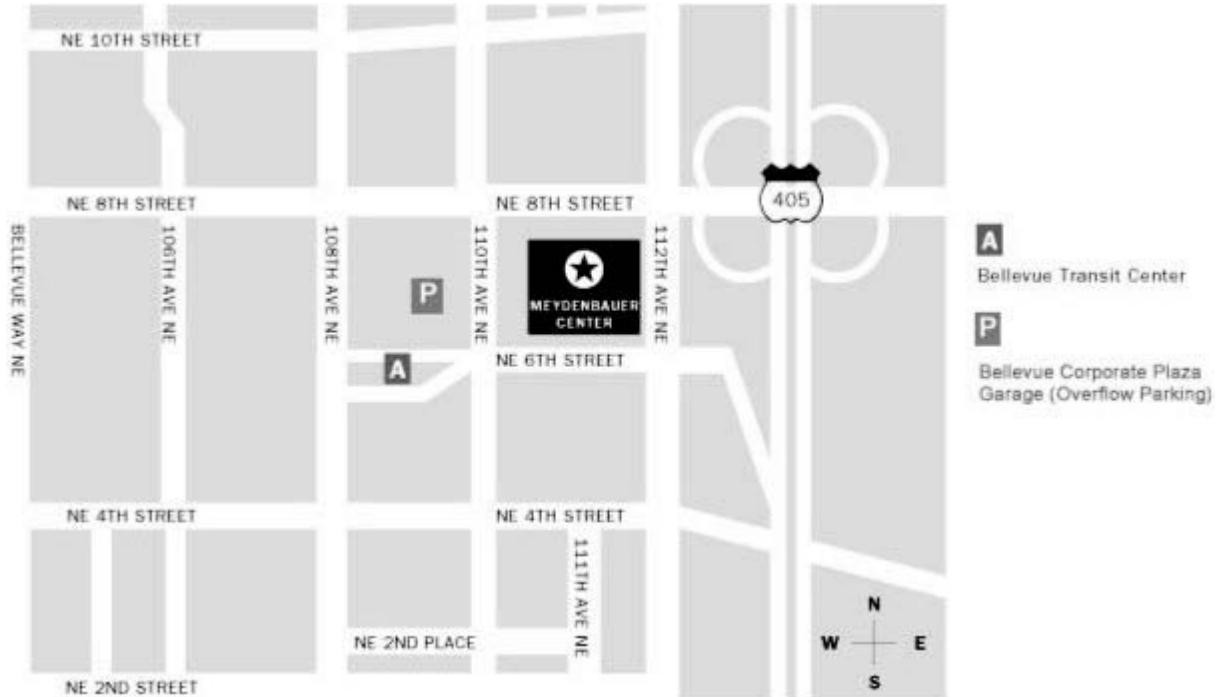 NE 10TH STREET
NE 8TH STREET
NE 8TH STREET
405
BELLEVUE WAY NE
106TH AVE NE
108TH AVE NE
110TH AVE NE
112TH AVE NE
P
MEYDENBAUER
CENTER
A
NE 6TH STREET
NE 4TH STREET
NE 4TH STREET
111TH AVE NE
NE 2ND PLACE
NE 2ND STREET
A
Bellevue Transit Center
P
Bellevue Corporate Plaza
Garage (Overflow Parking)
N
W E
S